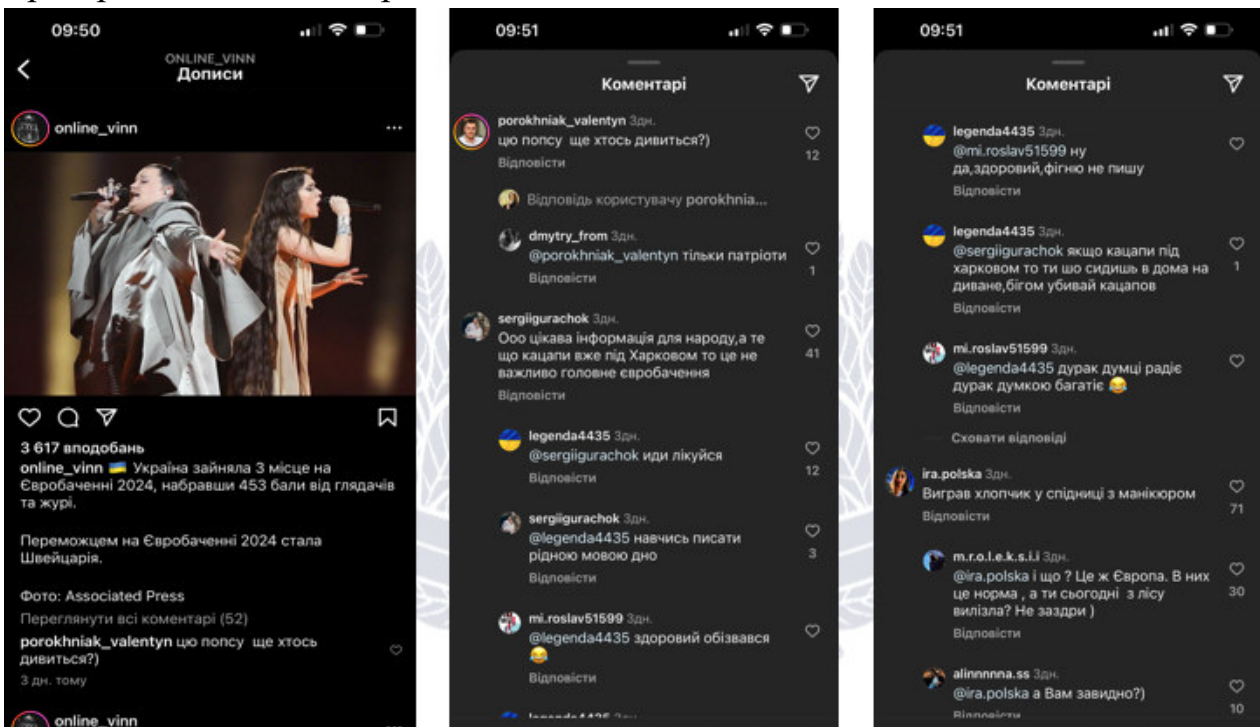 09:50
ONLINE_VINN
Дописи
online_vinn
3 617 вподобань
online_vinn 🇺🇦 Україна зайняла 3 місце на
Євробаченні 2024, набравши 453 бали від глядачів
та журі.
Переможцем на Євробаченні 2024 стала
Швейцарія.
Фото: Associated Press
Переглянути всі коментарі (52)
porokhniak_valentyn цю попсу ще хтось
дивиться?)
3 дн. тому
online_vinn
09:51
Коментарі
porokhniak_valentyn 3дн.
цю попсу ще хтось дивиться?)
12
Відповісти
Відповідь користувачу porokhnia...
dmytry_from 3дн.
@porokhniak_valentyn тільки патріоти
1
Відповісти
sergiigurachok 3дн.
Ооо цікава інформація для народу,а те
що кацапи вже під Харковом то це не
важливо головне євробачення
41
Відповісти
legenda4435 3дн.
@sergiigurachok иди лікуйся
12
Відповісти
sergiigurachok 3дн.
@legenda4435 навчись писати
рідною мовою дно
3
Відповісти
mi.roslav51599 3дн.
@legenda4435 здоровий обізвався
😂
Відповісти
09:51
Коментарі
legenda4435 3дн.
@mi.roslav51599 ну
да,здоровий,фігню не пишу
Відповісти
legenda4435 3дн.
@sergiigurachok якщо кацапи під
харковом то ти шо сидишь в дома на
диване,бігом убивай кацапов
1
Відповісти
mi.roslav51599 3дн.
@legenda4435 дурак думці радіє
дурак думкою багатіє 😂
Відповісти
Сховати відповіді
ira.polska 3дн.
Виграв хлопчик у спідниці з манікюром
71
Відповісти
m.r.o.l.e.k.s.i.i 3дн.
@ira.polska і що ? Це ж Європа. В них
це норма , а ти сьогодні з лісу
вилізла? Не заздри )
30
Відповісти
alinnnnna.ss 3дн.
@ira.polska а Вам завидно?)
10
Відповісти